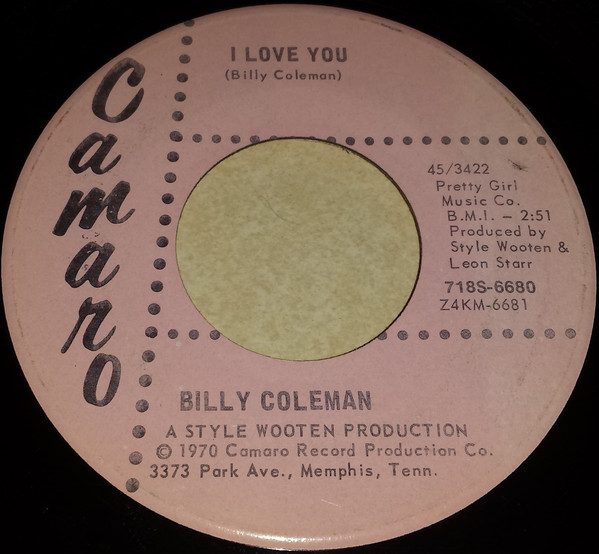 Camaro
I LOVE YOU
(Billy Coleman)
45/3422
Pretty Girl
Music Co.
B.M.I. – 2:51
Produced by
Style Wooten &
Leon Starr
718S-6680
Z4KM-6681
BILLY COLEMAN
A STYLE WOOTEN PRODUCTION
© 1970 Camaro Record Production Co.
3373 Park Ave., Memphis, Tenn.